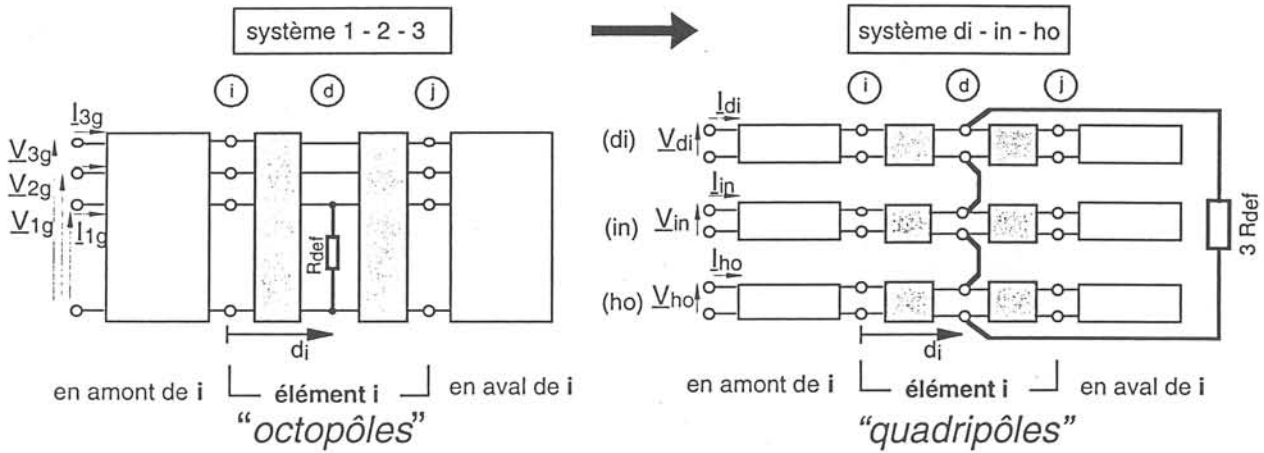 système 1 - 2 - 3
système di - in - ho
i
d
j
i
d
j
I3g
V3g
V2g
V1g
I1g
Rdef
di
(di)
Idi
Vdi
(in)
Iin
Vin
(ho)
Iho
Vho
3 Rdef
di
en amont de i
élément i
en aval de i
en amont de i
élément i
en aval de i
“octopôles”
“quadripôles”